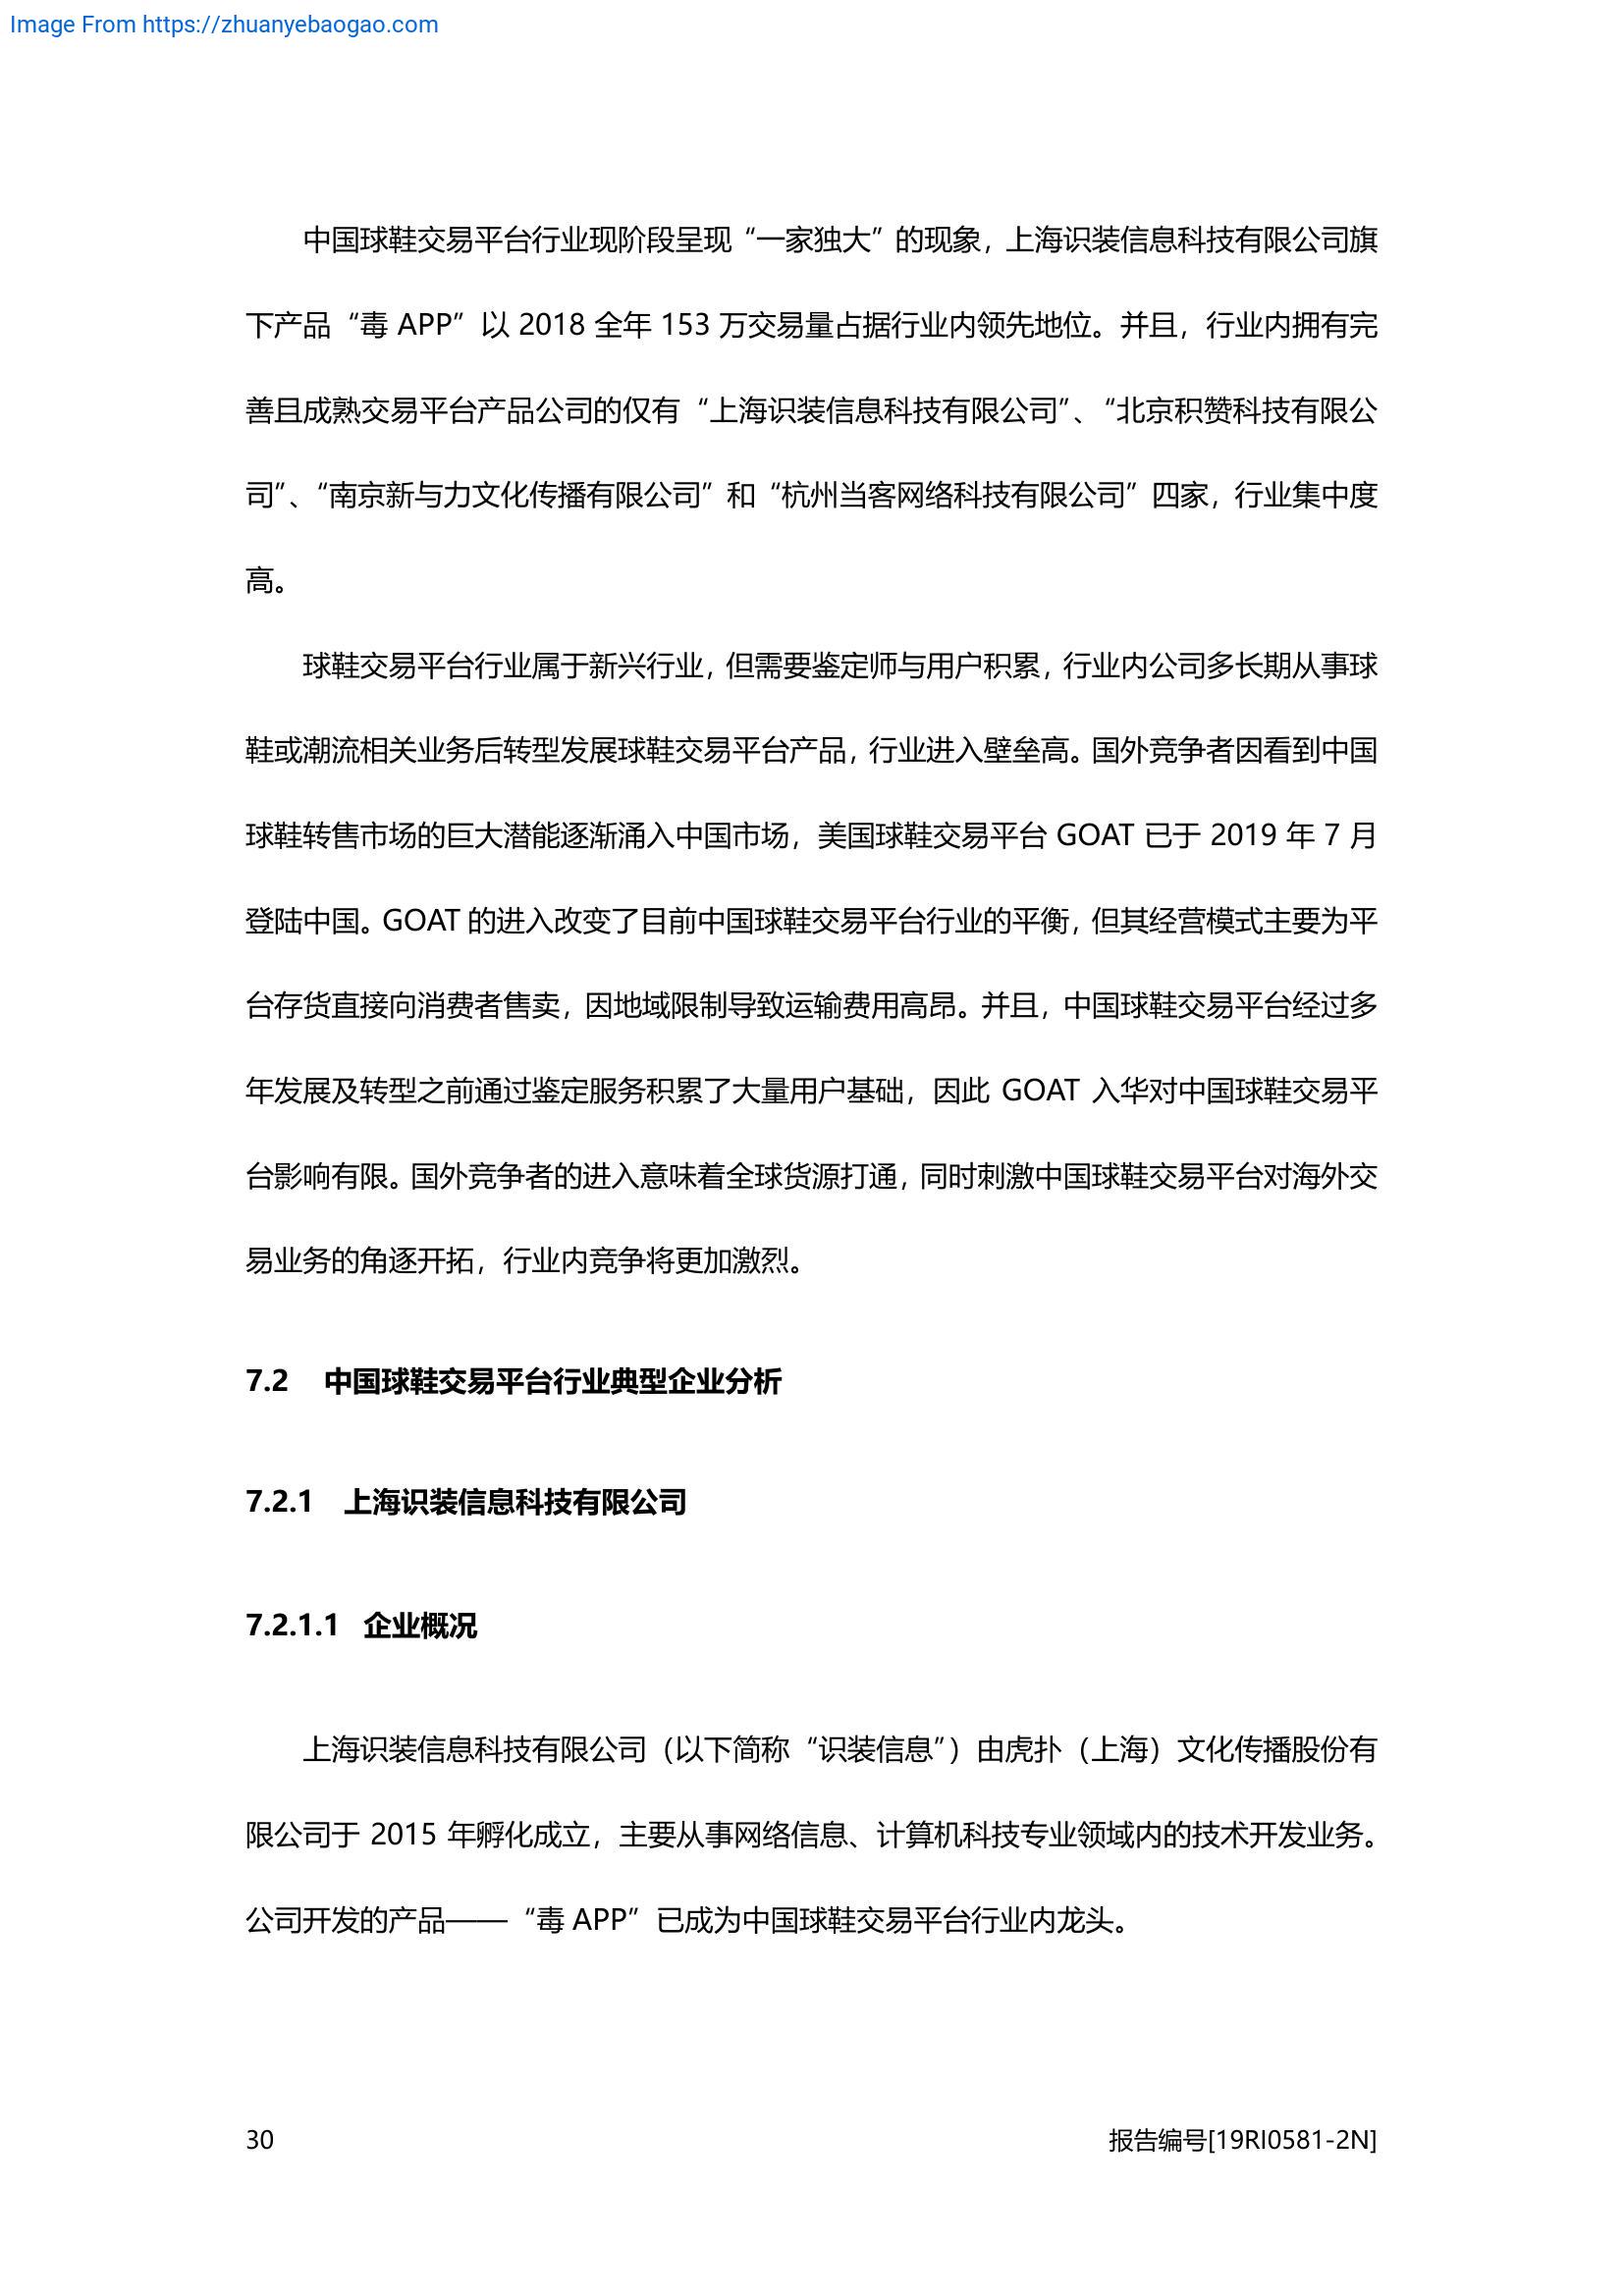 Image From https://zhuanyebaogao.com
中国球鞋交易平台行业现阶段呈现“一家独大”的现象，上海识装信息科技有限公司旗
下产品“毒 APP”以 2018 全年 153 万交易量占据行业内领先地位。并且，行业内拥有完
善且成熟交易平台产品公司的仅有“上海识装信息科技有限公司”、“北京积赞科技有限公
司”、“南京新与力文化传播有限公司”和“杭州当客网络科技有限公司”四家，行业集中度
高。
球鞋交易平台行业属于新兴行业，但需要鉴定师与用户积累，行业内公司多长期从事球
鞋或潮流相关业务后转型发展球鞋交易平台产品，行业进入壁垒高。国外竞争者因看到中国
球鞋转售市场的巨大潜能逐渐涌入中国市场，美国球鞋交易平台 GOAT 已于 2019 年 7 月
登陆中国。GOAT 的进入改变了目前中国球鞋交易平台行业的平衡，但其经营模式主要为平
台存货直接向消费者售卖，因地域限制导致运输费用高昂。并且，中国球鞋交易平台经过多
年发展及转型之前通过鉴定服务积累了大量用户基础，因此 GOAT 入华对中国球鞋交易平
台影响有限。国外竞争者的进入意味着全球货源打通，同时刺激中国球鞋交易平台对海外交
易业务的角逐开拓，行业内竞争将更加激烈。
7.2 中国球鞋交易平台行业典型企业分析
7.2.1 上海识装信息科技有限公司
7.2.1.1 企业概况
上海识装信息科技有限公司（以下简称“识装信息”）由虎扑（上海）文化传播股份有
限公司于 2015 年孵化成立，主要从事网络信息、计算机科技专业领域内的技术开发业务。
公司开发的产品——“毒 APP”已成为中国球鞋交易平台行业内龙头。
30 报告编号[19RI0581-2N]